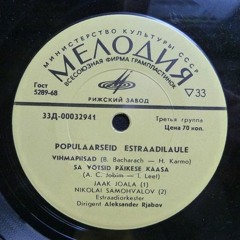 МИНИСТЕРСТВО КУЛЬТУРЫ СССР
МЕЛОДИЯ
ВСЕСОЮЗНАЯ ФИРМА ГРАМПЛАСТИНОК
Гост
5289-68
РИЖСКИЙ ЗАВОД
▽33
33Д-00032941
Третья группа
Цена 70 коп.
POPULAARSEID ESTRAADILAULE
VIHMAPIISAD (B. Bacharach — H. Karmo)
SA VÕTSID PÄIKESE KAASA
(A. C. Jobim — I. Leet)
JAAK JOALA (1)
NIKOLAI SAMOHVALOV (2)
Estraadiorkester
Dirigent Aleksander Rjabov